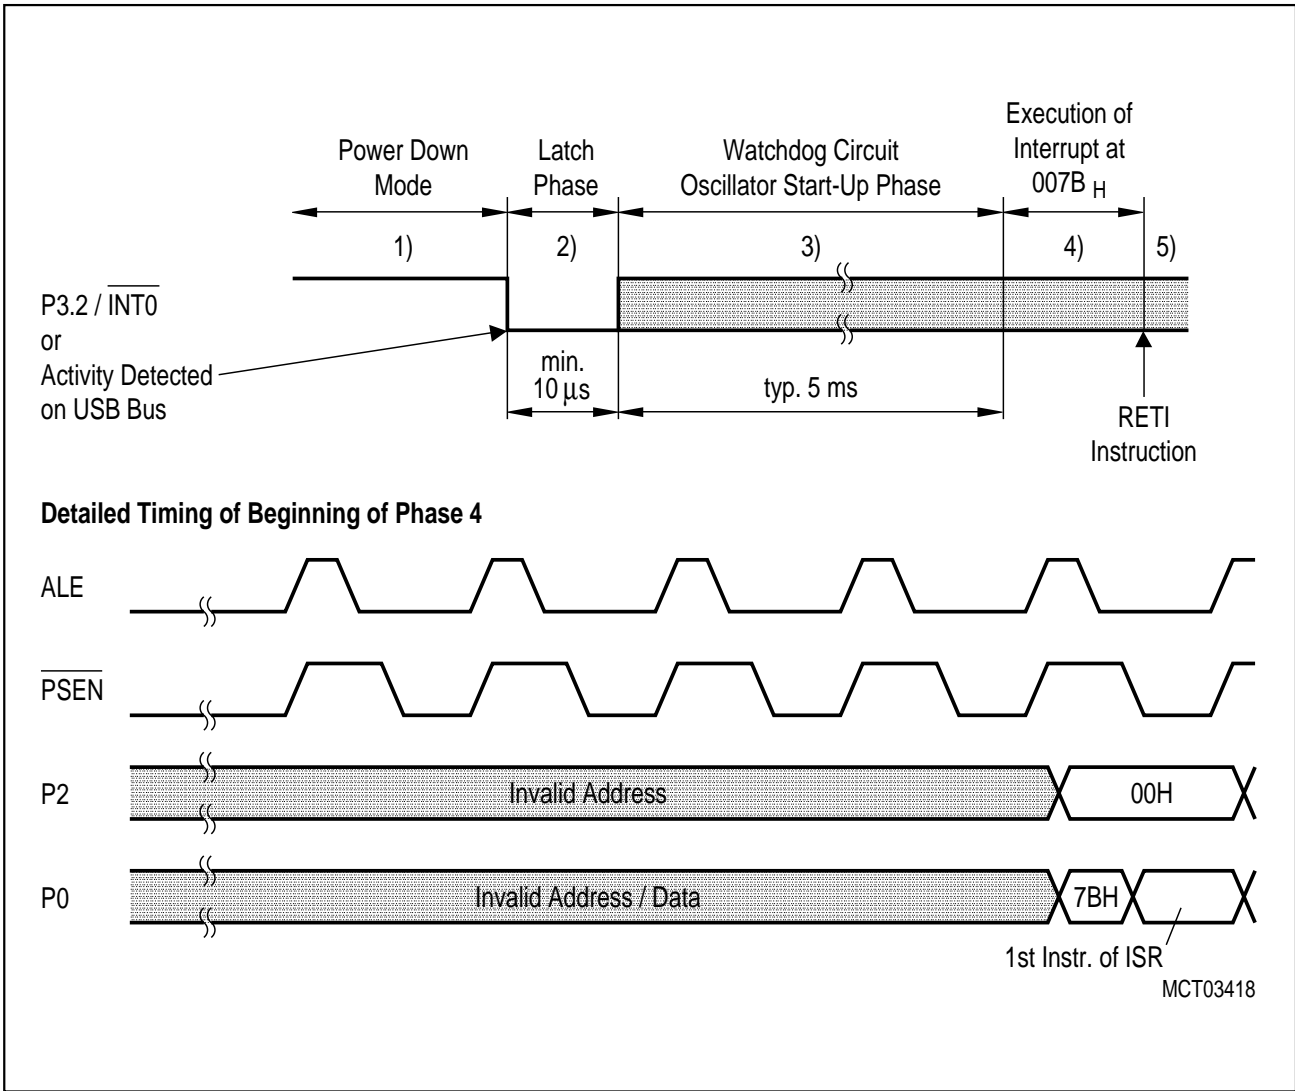 Power Down
Mode
Latch
Phase
Watchdog Circuit
Oscillator Start-Up Phase
Execution of
Interrupt at
007B H
1)
2)
3)
4)
5)
P3.2 / INT0
or
Activity Detected
on USB Bus
min.
10 μs
typ. 5 ms
RETI
Instruction
Detailed Timing of Beginning of Phase 4
ALE
PSEN
P2
Invalid Address
00H
P0
Invalid Address / Data
7BH
1st Instr. of ISR
MCT03418